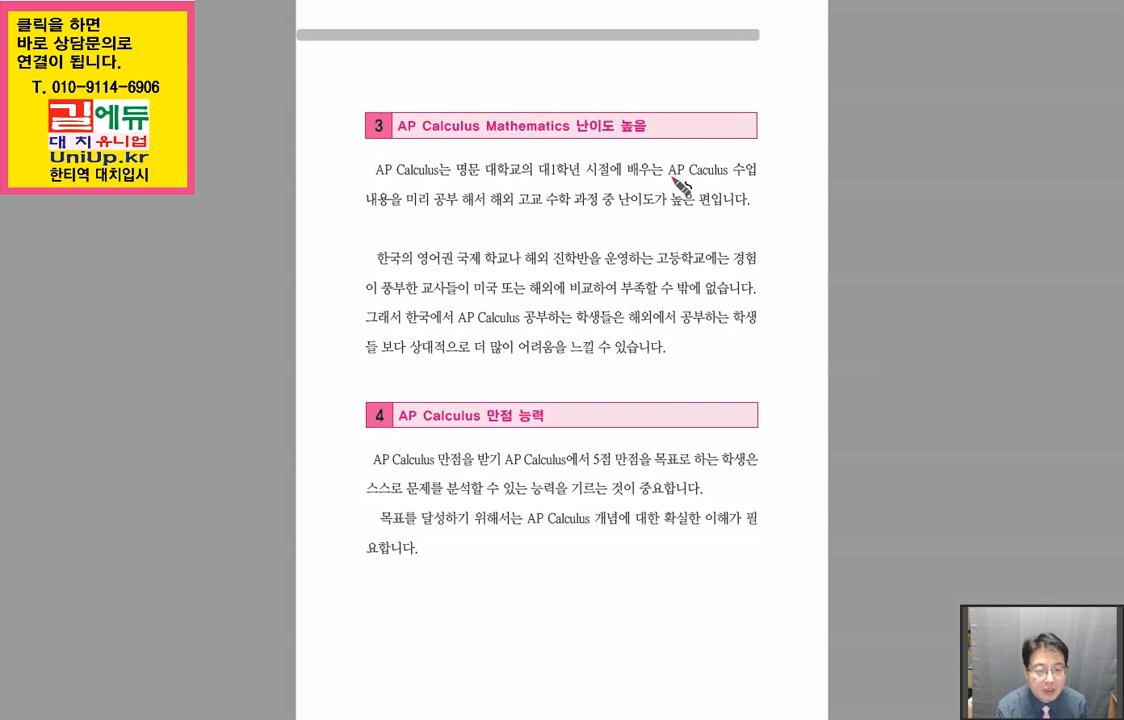 클릭을 하면
바로 상담문의로
연결이 됩니다.
T. 010-9114-6906
길에듀
대 치 유니업
UniUp.kr
한티역 대치입시
3 AP Calculus Mathematics 난이도 높음
AP Calculus는 명문 대학교의 대1학년 시절에 배우는 AP Caculus 수업
내용을 미리 공부 해서 해외 고교 수학 과정 중 난이도가 높은 편입니다.
한국의 영어권 국제 학교나 해외 진학반을 운영하는 고등학교에는 경험
이 풍부한 교사들이 미국 또는 해외에 비교하여 부족할 수 밖에 없습니다.
그래서 한국에서 AP Calculus 공부하는 학생들은 해외에서 공부하는 학생
들 보다 상대적으로 더 많이 어려움을 느낄 수 있습니다.
4 AP Calculus 만점 능력
AP Calculus 만점을 받기 AP Calculus에서 5점 만점을 목표로 하는 학생은
스스로 문제를 분석할 수 있는 능력을 기르는 것이 중요합니다.
목표를 달성하기 위해서는 AP Calculus 개념에 대한 확실한 이해가 필
요합니다.